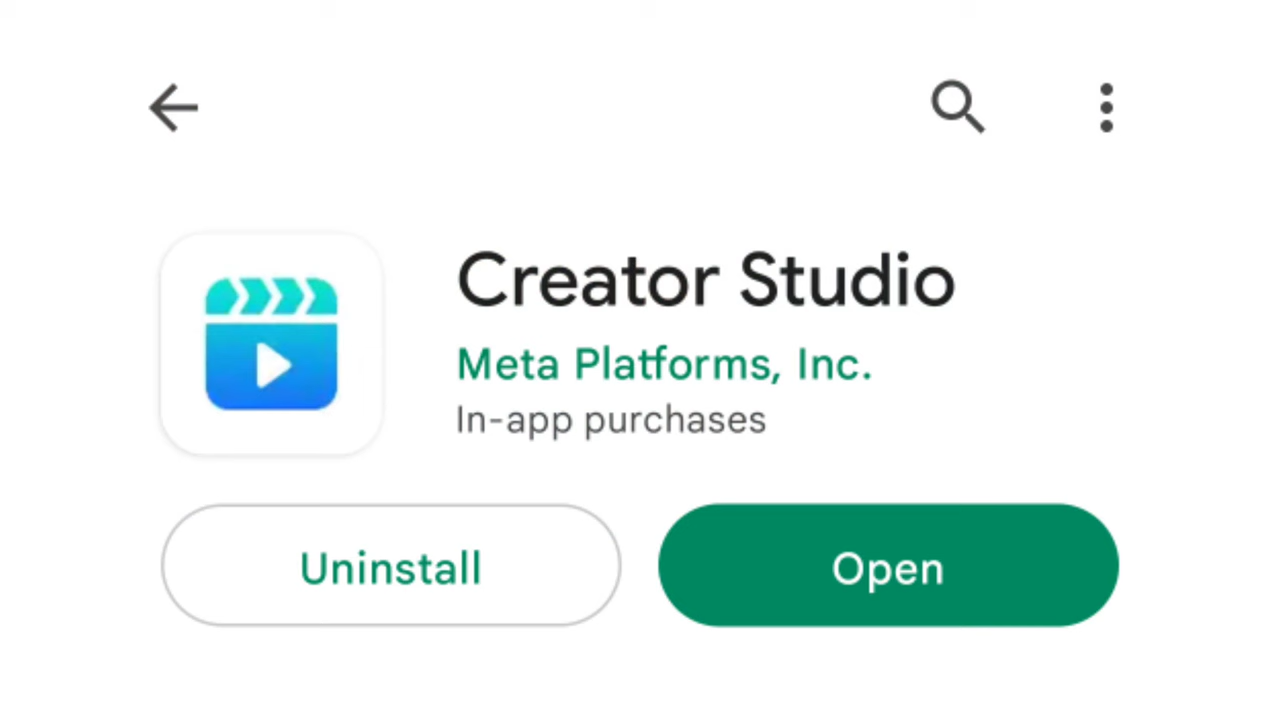 Creator Studio
Meta Platforms, Inc.
In-app purchases
Uninstall
Open